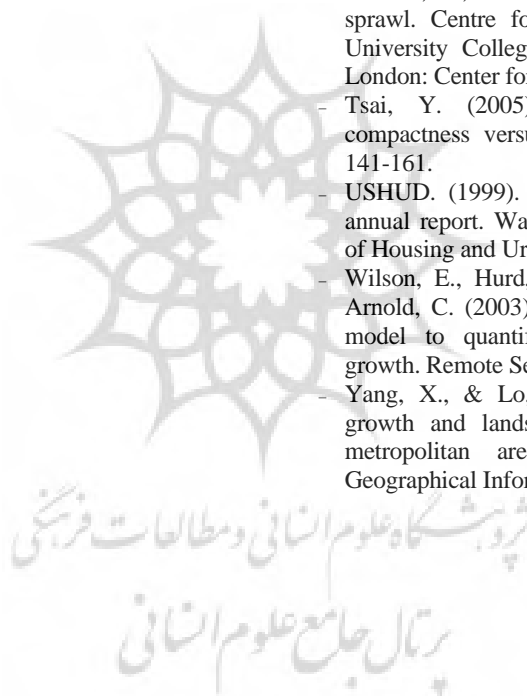 sprawl. Centre fo
University Colleg
London: Center fo
- Tsai, Y. (2005)
compactness versu
141-161.
- USHUD. (1999).
annual report. Wa
of Housing and Ur
- Wilson, E., Hurd,
Arnold, C. (2003)
model to quantif
growth. Remote Se
- Yang, X., & Lo,
growth and lands
metropolitan are
Geographical Infor
پژوهشگاه علوم انسانی و مطالعات فرهنگی
پرتال جامع علوم انسانی